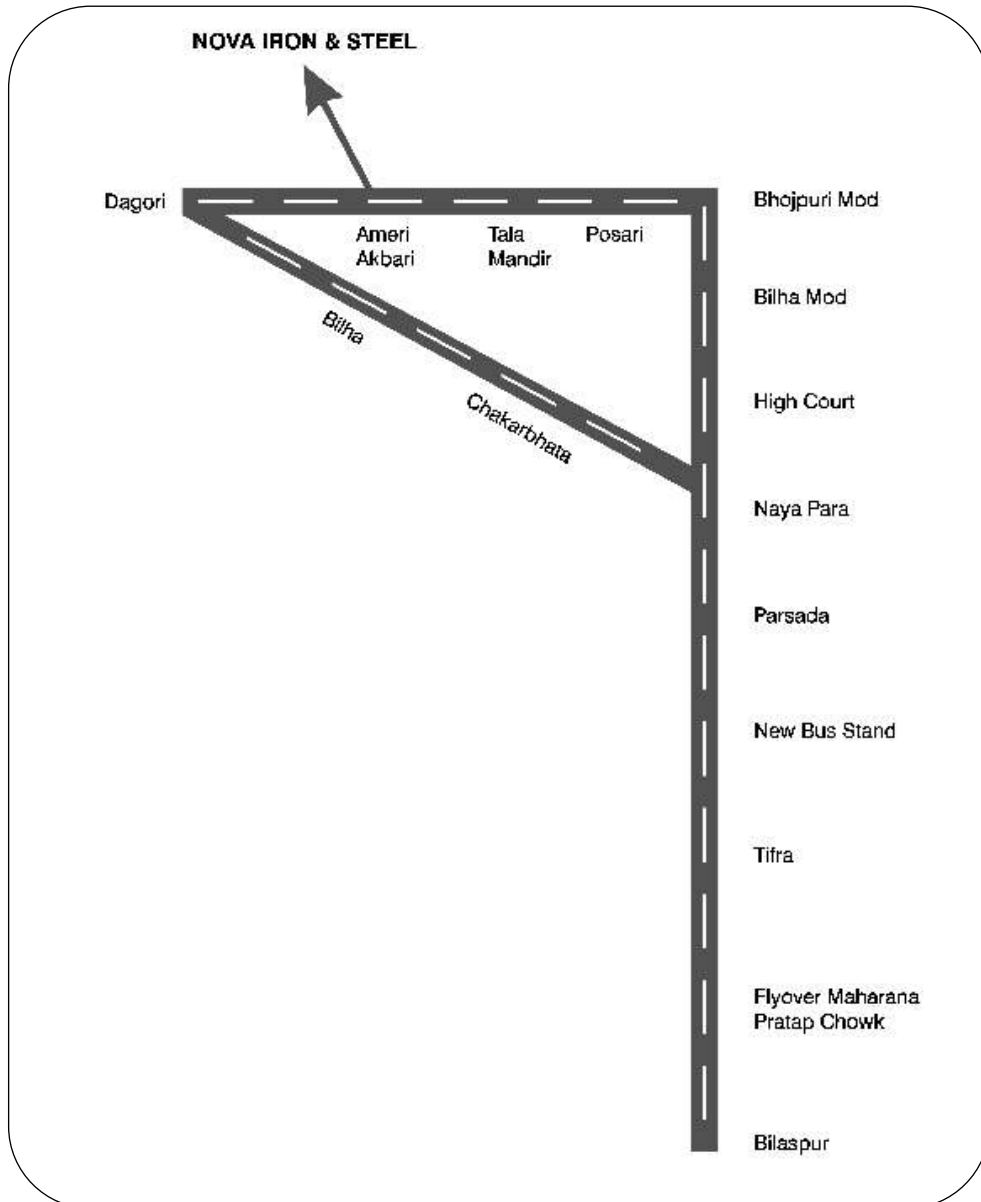 NOVA IRON & STEEL
Dagori
Bhojpuri Mod
Ameri
Akbari
Tala
Mandir
Posari
Bilha Mod
Bilha
High Court
Chakarbhata
Naya Para
Parsada
New Bus Stand
Tifra
Flyover Maharana
Pratap Chowk
Bilaspur